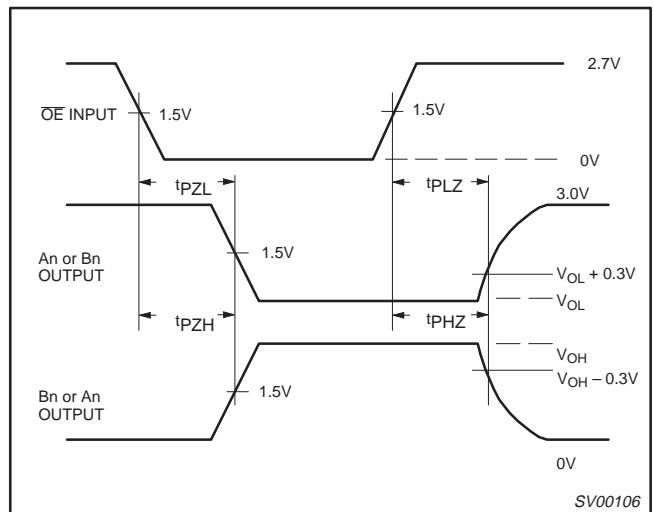 2.7V
OE INPUT
1.5V
1.5V
0V
tPZL
tPLZ
3.0V
An or Bn
OUTPUT
1.5V
VOL + 0.3V
VOL
tPZH
tPHZ
VOH
VOH – 0.3V
Bn or An
OUTPUT
1.5V
0V
SV00106